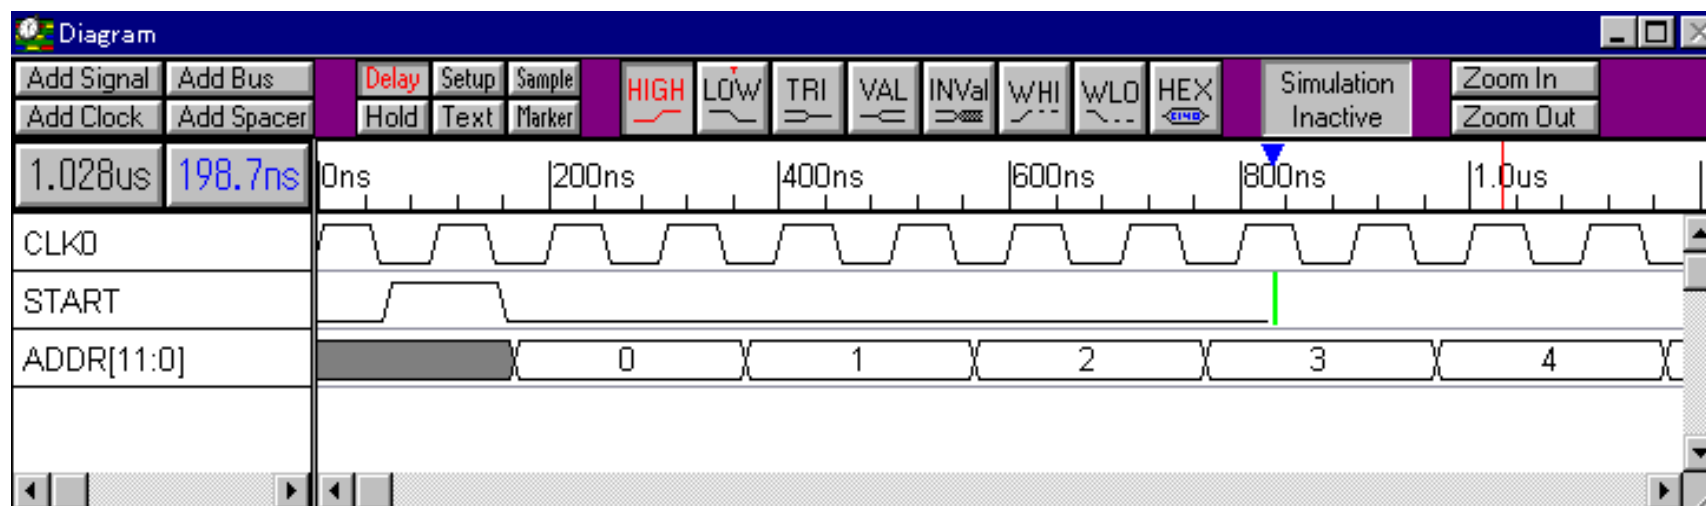 Diagram
Add Signal Add Bus Delay Setup Sample HIGH LOW TRI VAL INVal WHI WLO HEX Simulation Zoom In
Add Clock Add Spacer Hold Text Marker Inactive Zoom Out
1.028us 198.7ns 0ns 200ns 400ns 600ns 800ns 1.0us
CLK0
START
ADDR[11:0] 0 1 2 3 4